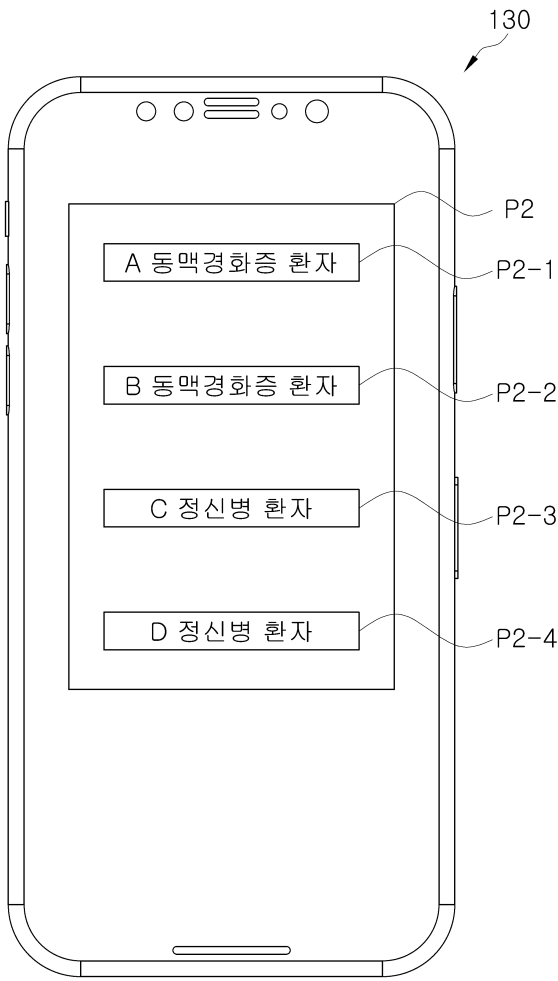 130
P2
A 동맥경화증 환자
P2-1
B 동맥경화증 환자
P2-2
C 정신병 환자
P2-3
D 정신병 환자
P2-4